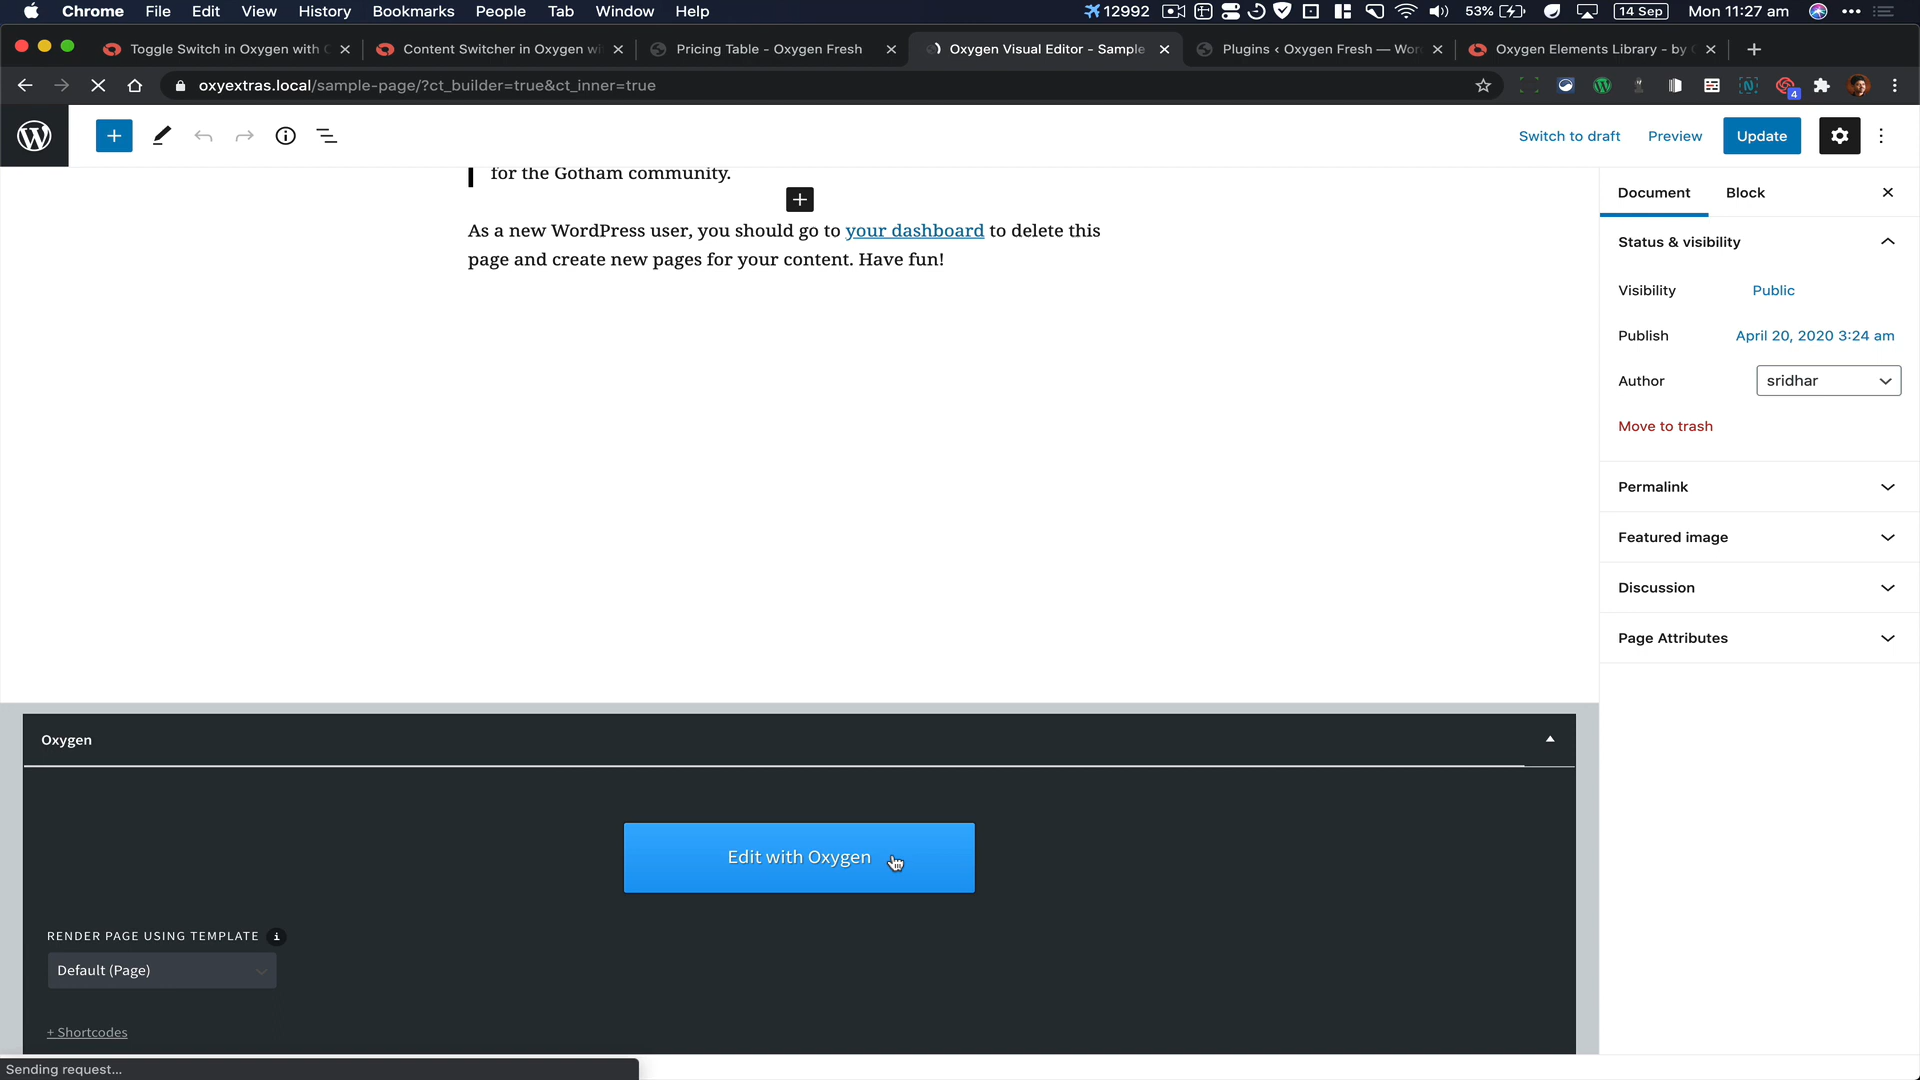 Chrome File Edit View History Bookmarks People Tab Window Help 12992 53% 14 Sep Mon 11:27 am
Toggle Switch in Oxygen with Content Switcher in Oxygen wi Pricing Table - Oxygen Fresh Oxygen Visual Editor - Sample Plugins ‹ Oxygen Fresh — Wor Oxygen Elements Library - by
oxyextras.local/sample-page/?ct_builder=true&ct_inner=true 4
Switch to draft Preview Update
for the Gotham community.
As a new WordPress user, you should go to your dashboard to delete this
page and create new pages for your content. Have fun!
Document Block
Status & visibility
Visibility Public
Publish April 20, 2020 3:24 am
Author sridhar
Move to trash
Permalink
Featured image
Discussion
Page Attributes
Oxygen
Edit with Oxygen
RENDER PAGE USING TEMPLATE i
Default (Page)
+ Shortcodes
Sending request...